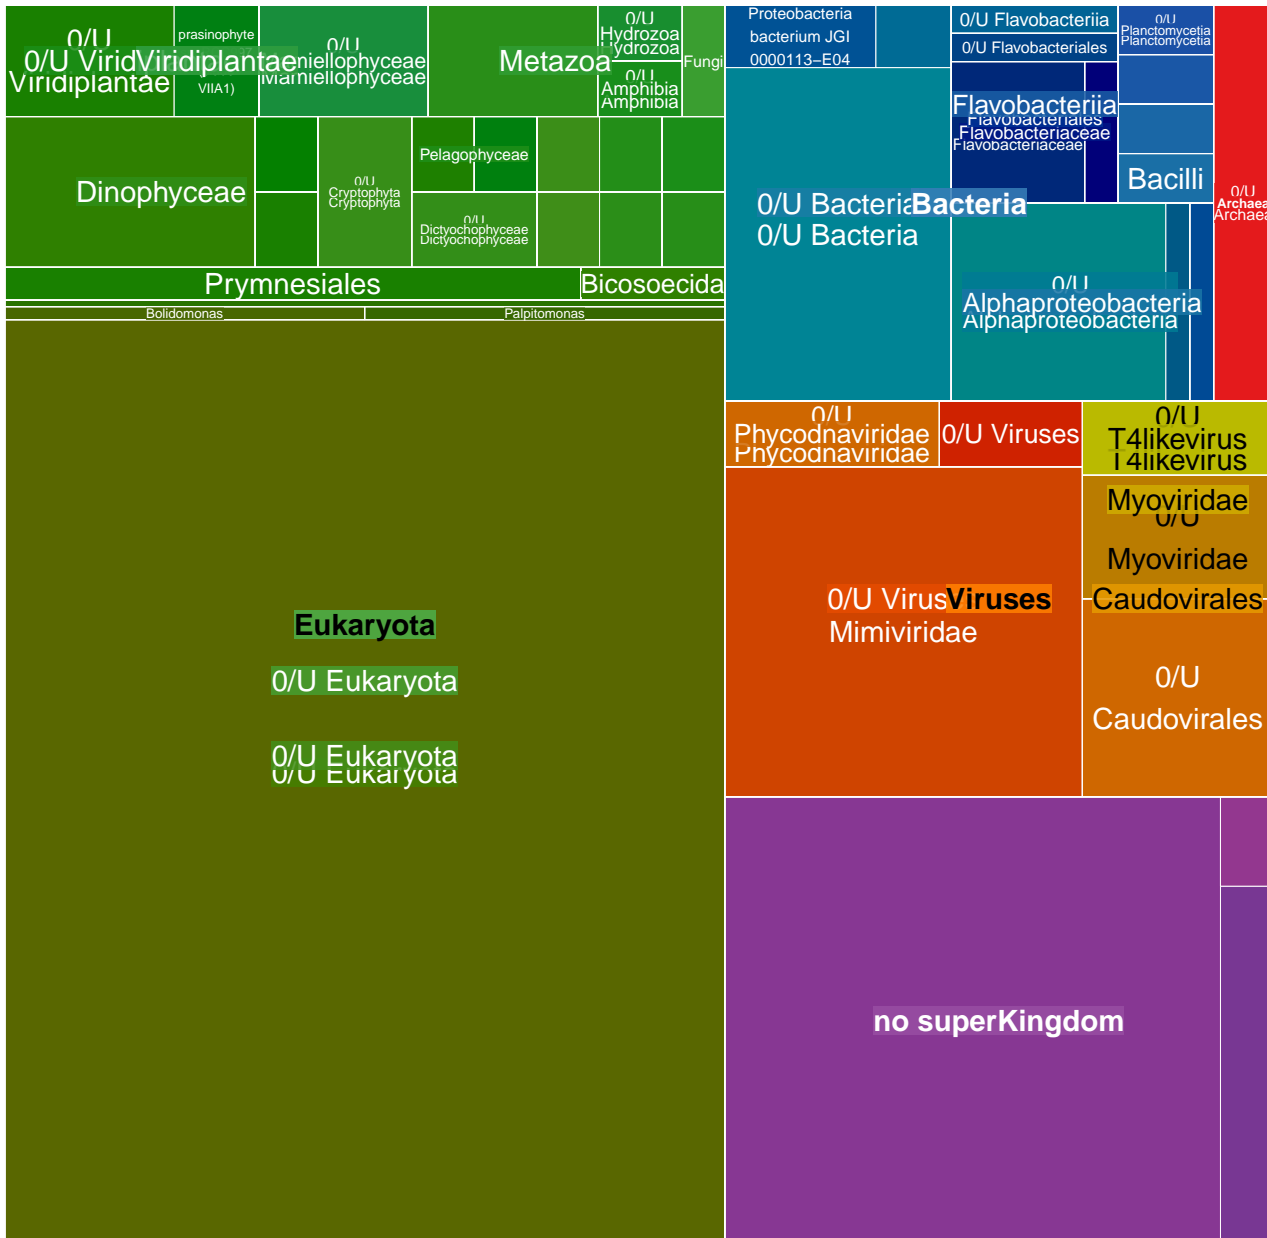 0/U
0/U Virid
Viridiplantae
Viridiplantae
prasinophyte
VIIA1)
0/U
Mamiellophyceae
Metazoa
0/U
Hydrozoa
Hydrozoa
0/U
Amphibia
Amphibia
Fungi
Dinophyceae
0/U
Cryptophyta
Cryptophyta
Pelagophyceae
0/U
Dictyochophyceae
Dictyochophyceae
Prymnesiales
Bicosoecida
Bolidomonas
Palpitomonas
Eukaryota
0/U Eukaryota
0/U Eukaryota
0/U Eukaryota
Proteobacteria
bacterium JGI
0000113−E04
0/U Flavobacteriia
0/U Flavobacteriales
Flavobacteriia
Flavobacteriales
Flavobacteriaceae
Flavobacteriaceae
0/U
Planctomycetia
Planctomycetia
Bacilli
0/U
Archaea
Archaea
0/U Bacteria
Bacteria
0/U Bacteria
0/U
Alphaproteobacteria
Alphaproteobacteria
0/U
Phycodnaviridae
Phycodnaviridae
0/U Viruses
0/U
T4likevirus
T4likevirus
Myoviridae
0/U
Myoviridae
Caudovirales
0/U
Caudovirales
0/U Virus
Viruses
Mimiviridae
no superKingdom